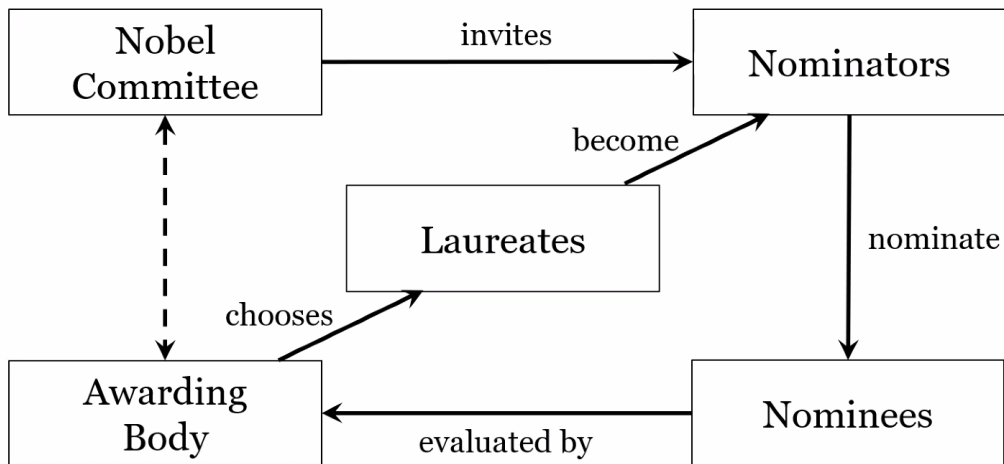 Nobel
Committee
invites
Nominators
become
Laureates
nominate
chooses
Awarding
Body
evaluated by
Nominees